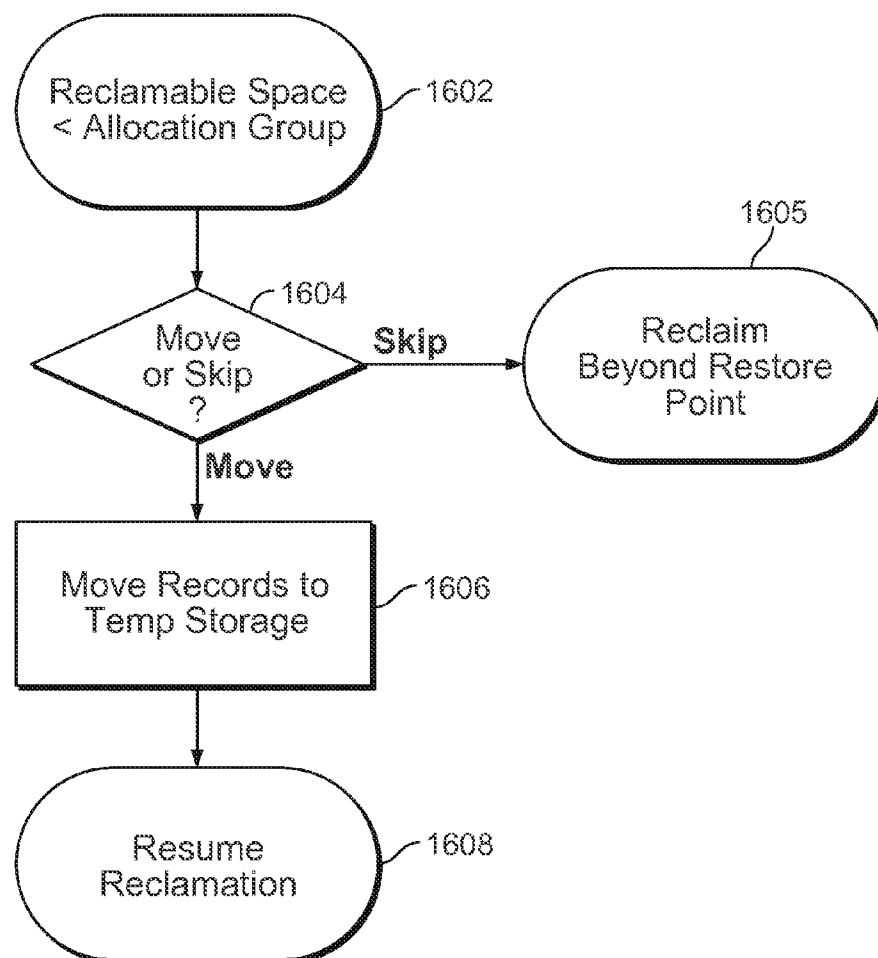 Reclamable Space
< Allocation Group
1602
1605
1604
Move
or Skip
?
Skip
Reclaim
Beyond Restore
Point
Move
Move Records to
Temp Storage
1606
Resume
Reclamation
1608